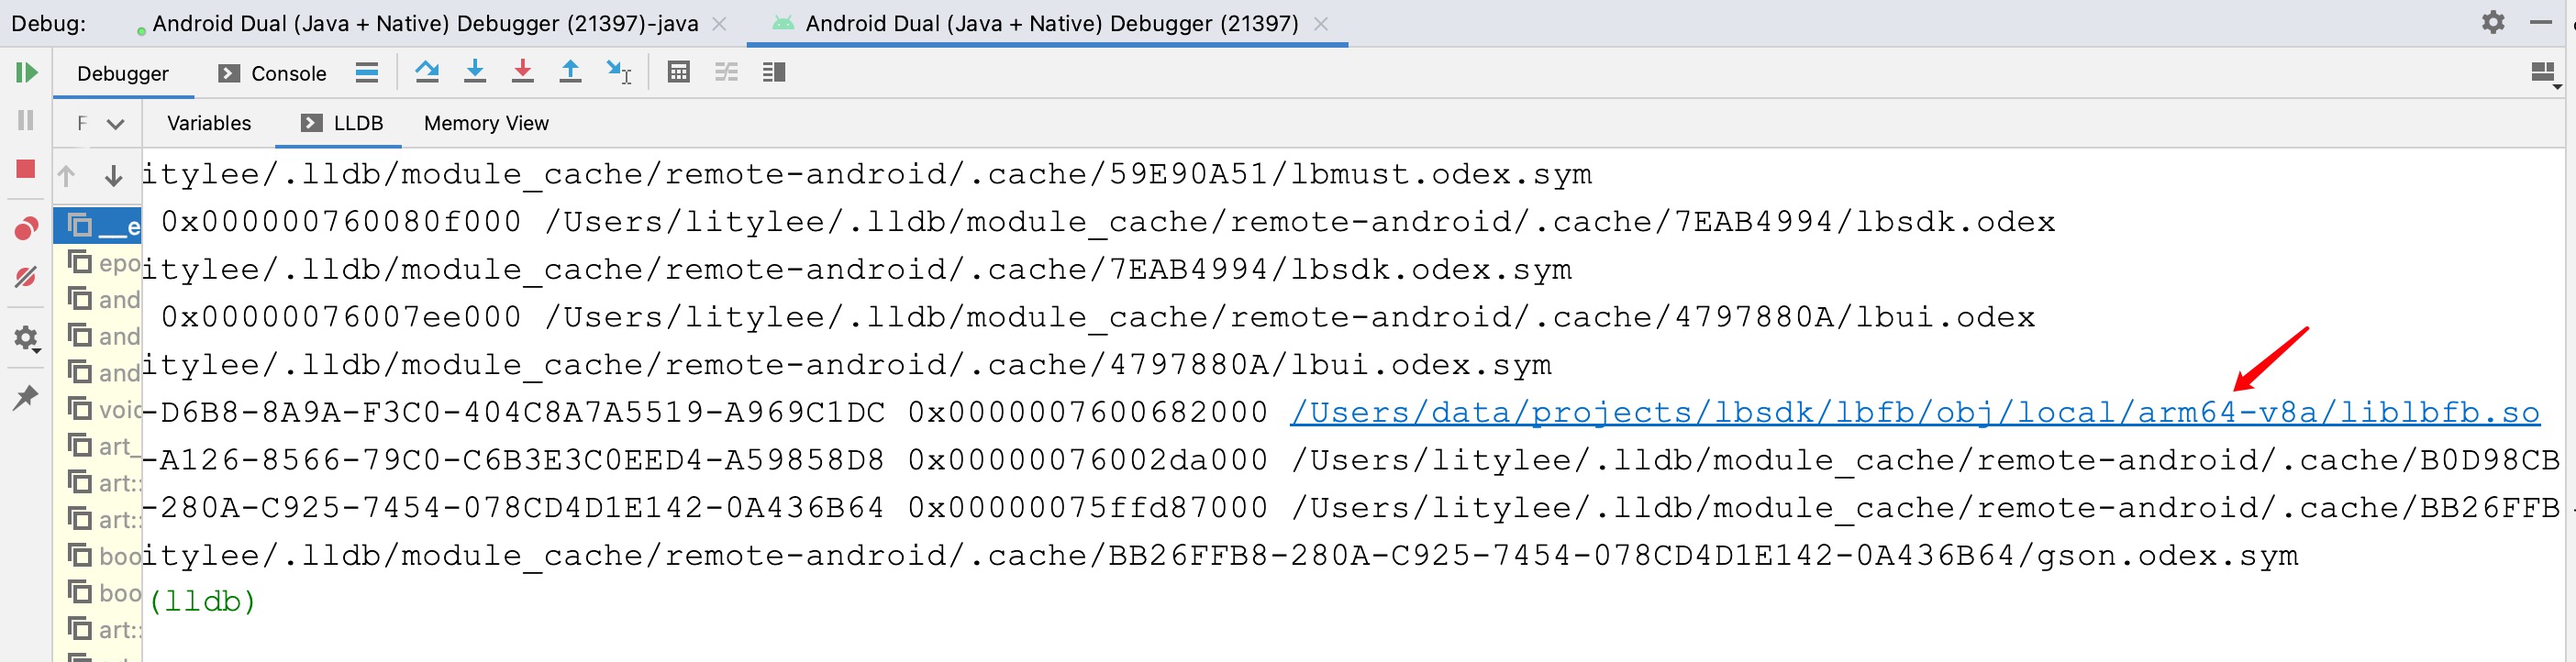 Debug: Android Dual (Java + Native) Debugger (21397)-java Android Dual (Java + Native) Debugger (21397)
Debugger Console
F Variables LLDB Memory View
itylee/.lldb/module_cache/remote-android/.cache/59E90A51/lbmust.odex.sym
__e 0x000000760080f000 /Users/litylee/.lldb/module_cache/remote-android/.cache/7EAB4994/lbsdk.odex
epo itylee/.lldb/module_cache/remote-android/.cache/7EAB4994/lbsdk.odex.sym
and 0x00000076007ee000 /Users/litylee/.lldb/module_cache/remote-android/.cache/4797880A/lbui.odex
and
and itylee/.lldb/module_cache/remote-android/.cache/4797880A/lbui.odex.sym
voic -D6B8-8A9A-F3C0-404C8A7A5519-A969C1DC 0x0000007600682000 /Users/data/projects/lbsdk/lbfb/obj/local/arm64-v8a/liblbfb.so
art_ -A126-8566-79C0-C6B3E3C0EED4-A59858D8 0x00000076002da000 /Users/litylee/.lldb/module_cache/remote-android/.cache/B0D98CB
art::
art:: -280A-C925-7454-078CD4D1E142-0A436B64 0x00000075ffd87000 /Users/litylee/.lldb/module_cache/remote-android/.cache/BB26FFB
boo itylee/.lldb/module_cache/remote-android/.cache/BB26FFB8-280A-C925-7454-078CD4D1E142-0A436B64/gson.odex.sym
boo (lldb)
art::